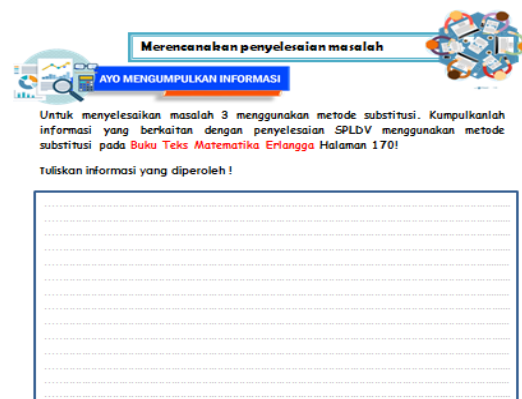 Merencanakan penyelesaian masalah
AYO MENGUMPULKAN INFORMASI
Untuk menyelesaikan masalah 3 menggunakan metode substitusi. Kumpulkanlah
informasi yang berkaitan dengan penyelesaian SPLDV menggunakan metode
substitusi pada Buku Teks Matematika Erlangga Halaman 170!
Tuliskan informasi yang diperoleh !